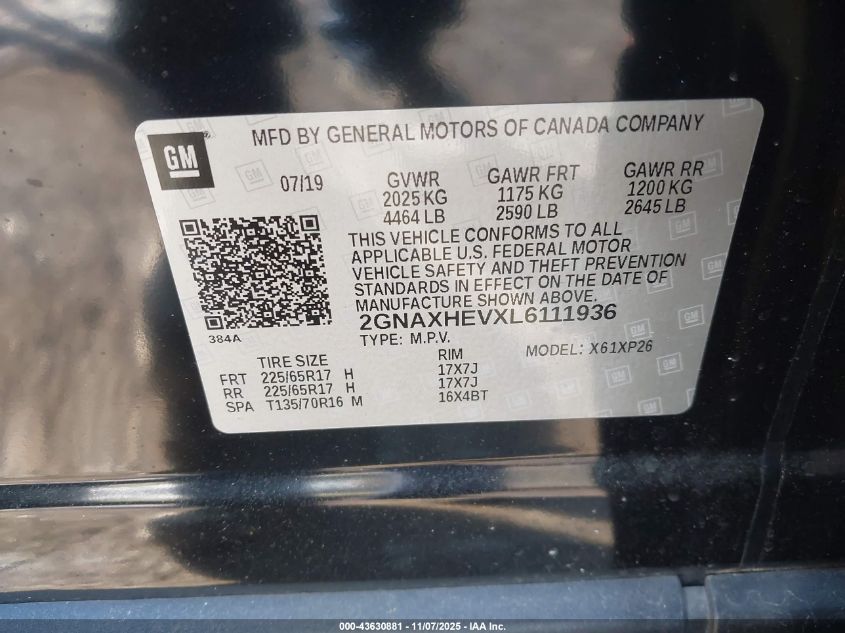 GM
MFD BY GENERAL MOTORS OF CANADA COMPANY
07/19
GVWR
2025 KG
4464 LB
GAWR FRT
1175 KG
2590 LB
GAWR RR
1200 KG
2645 LB
THIS VEHICLE CONFORMS TO ALL
APPLICABLE U.S. FEDERAL MOTOR
VEHICLE SAFETY AND THEFT PREVENTION
STANDARDS IN EFFECT ON THE DATE OF
MANUFACTURE SHOWN ABOVE.
2GNAXHEVXL6111936
TYPE: M.P.V.
MODEL: X61XP26
384A
TIRE SIZE RIM
FRT 225/65R17 H 17X7J
RR 225/65R17 H 17X7J
SPA T135/70R16 M 16X4BT
000-43630881 - 11/07/2025 - IAA Inc.